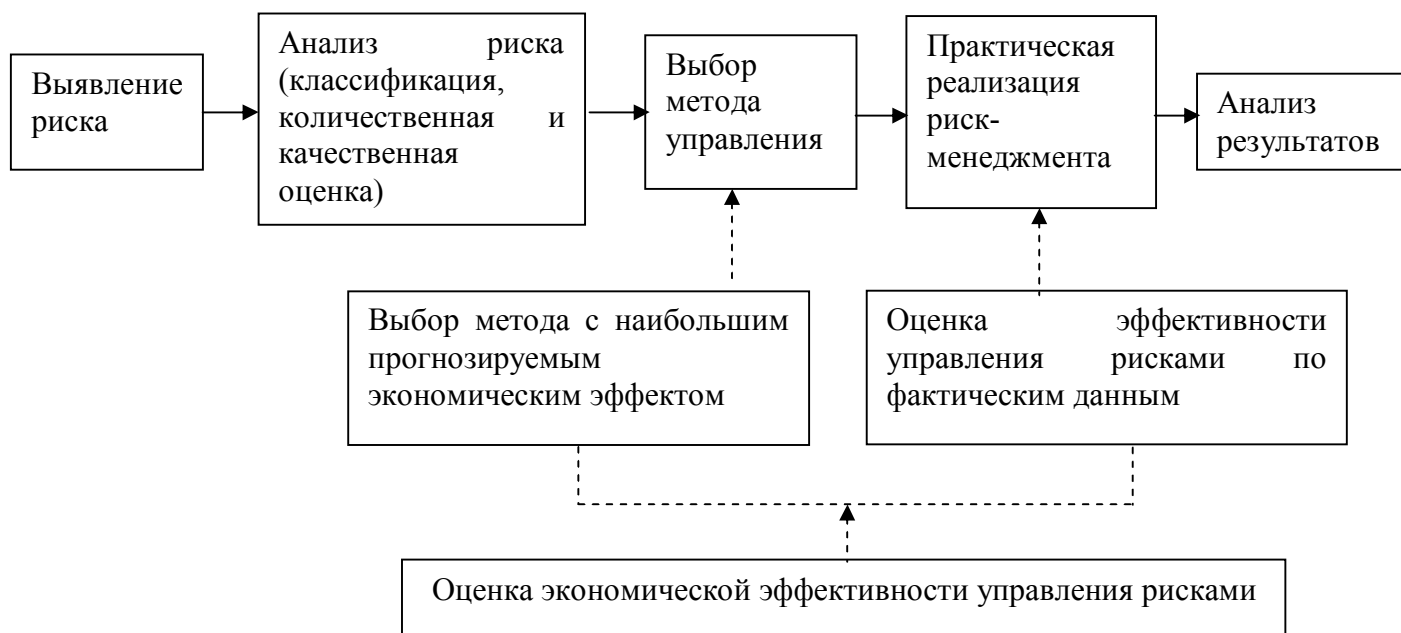 Выявление
риска
Анализ риска
(классификация,
количественная и
качественная
оценка)
Выбор
метода
управления
Практическая
реализация
риск-
менеджмента
Анализ
результатов
Выбор метода с наибольшим
прогнозируемым
экономическим эффектом
Оценка эффективности
управления рисками по
фактическим данным
Оценка экономической эффективности управления рисками